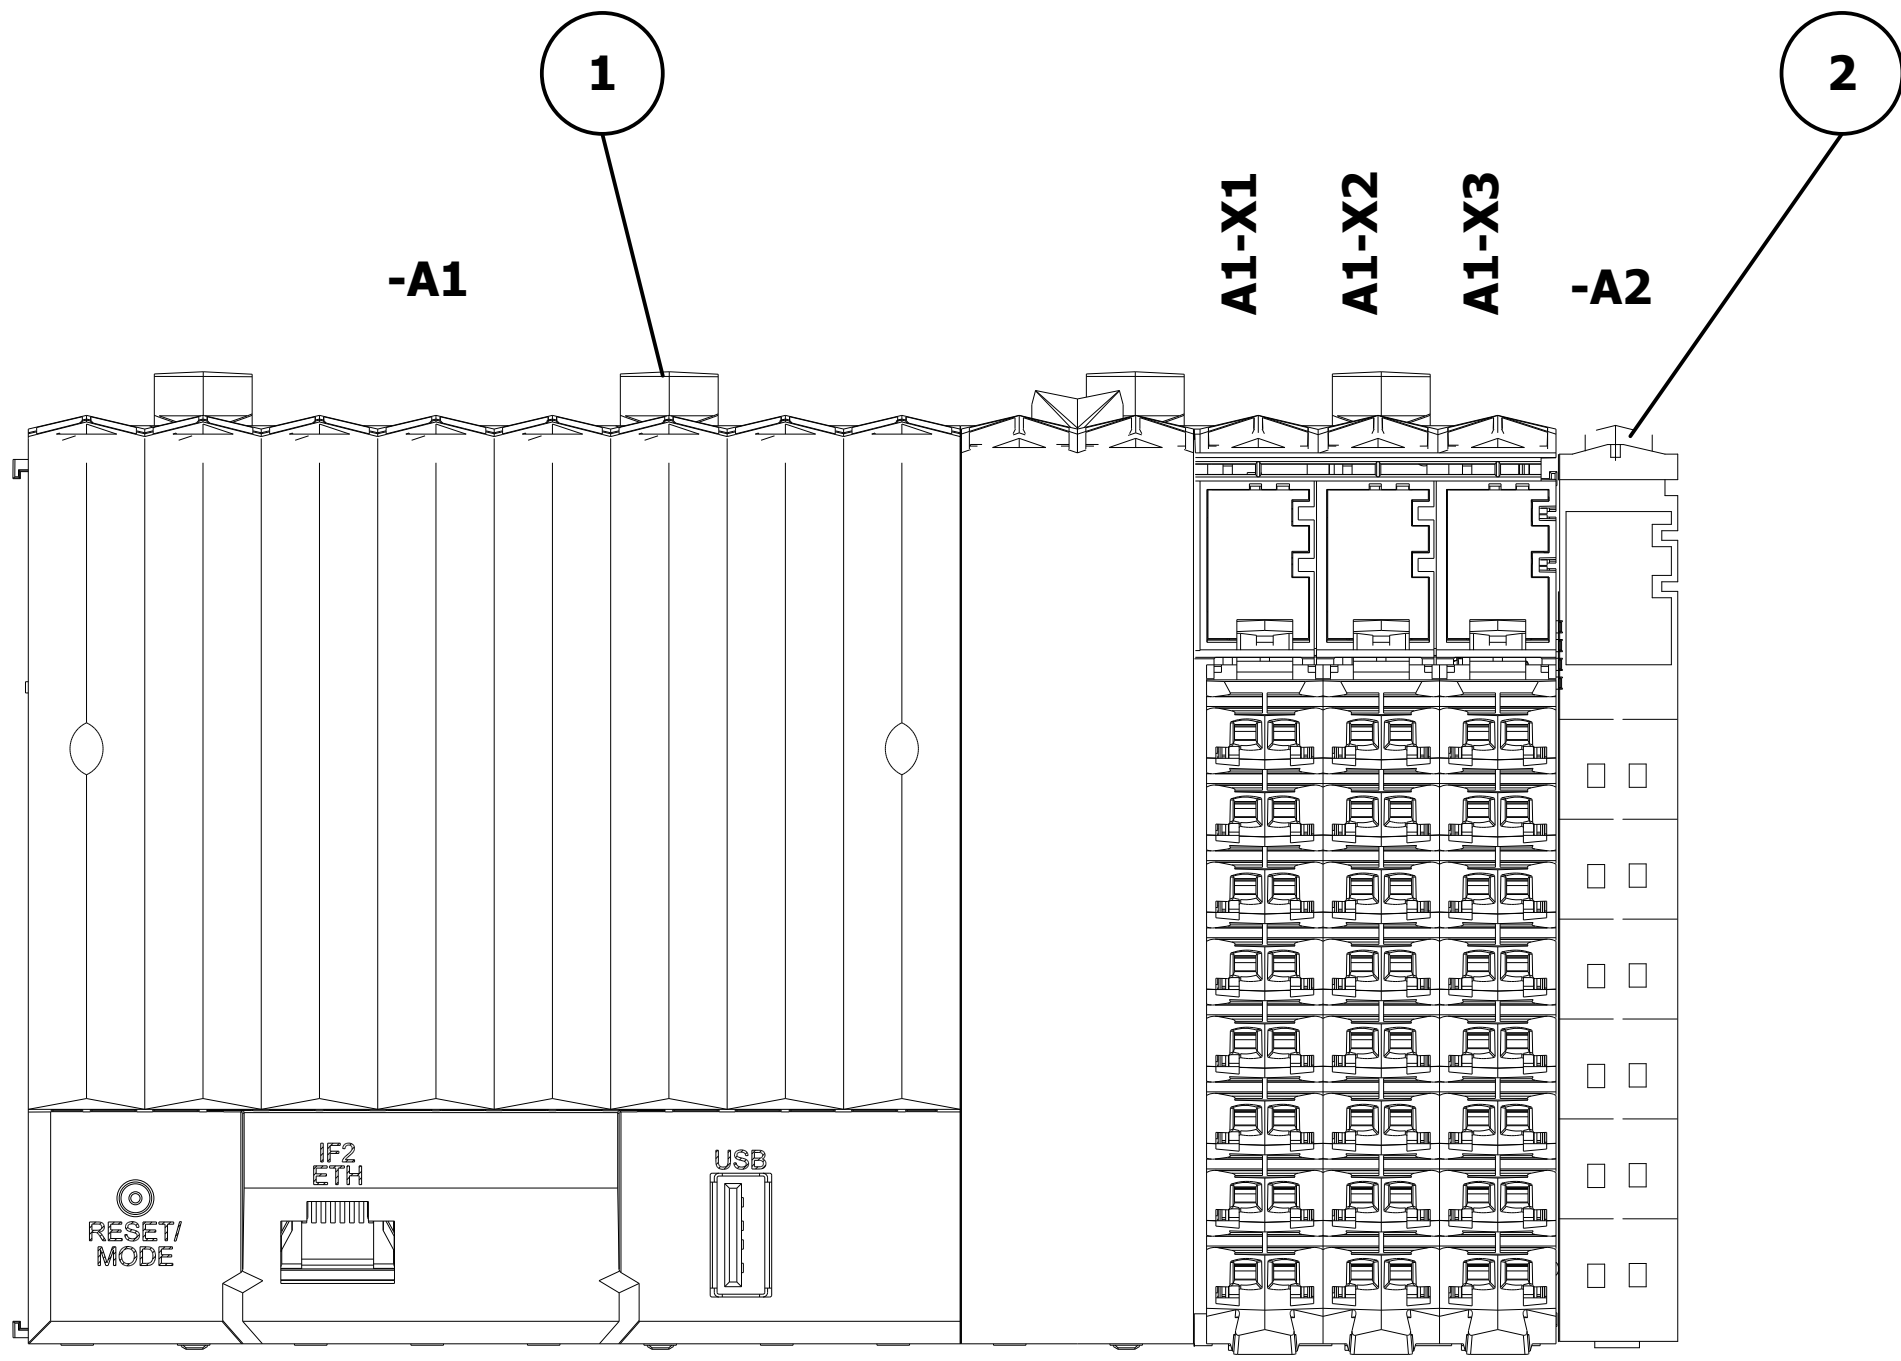 1
2
-A1
A1-X1
A1-X2
A1-X3
-A2
IF2
ETH
USB
RESET/
MODE